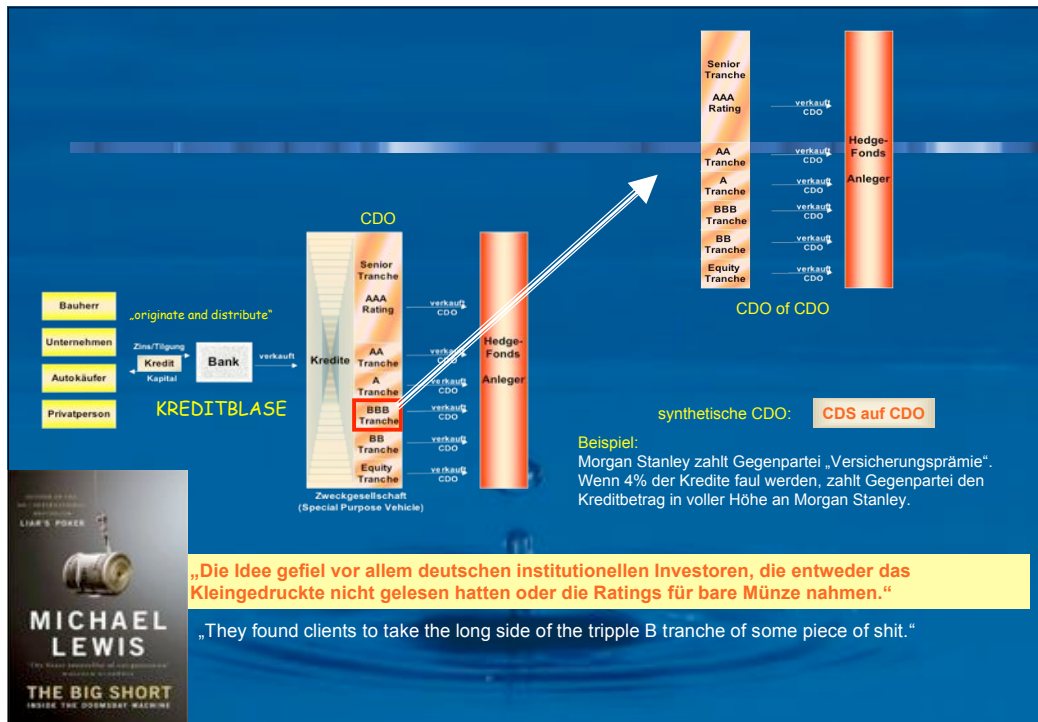 Senior
Tranche
AAA
Rating
AA
Tranche
A
Tranche
BBB
Tranche
BB
Tranche
Equity
Tranche
verkauft
CDO
verkauft
CDO
verkauft
CDO
verkauft
CDO
verkauft
CDO
verkauft
CDO
Hedge-
Fonds
Anleger
CDO of CDO
CDO
Bauherr
Unternehmen
Autokäufer
Privatperson
„originate and distribute“
Zins/Tilgung
Kredit
Kapital
Bank
verkauft
KREDITBLASE
Kredite
Senior
Tranche
AAA
Rating
AA
Tranche
A
Tranche
BBB
Tranche
BB
Tranche
Equity
Tranche
verkauft
CDO
verkauft
CDO
verkauft
CDO
verkauft
CDO
verkauft
CDO
verkauft
CDO
Hedge-
Fonds
Anleger
Zweckgesellschaft
(Special Purpose Vehicle)
synthetische CDO:
CDS auf CDO
Beispiel:
Morgan Stanley zahlt Gegenpartei „Versicherungsprämie“.
Wenn 4% der Kredite faul werden, zahlt Gegenpartei den
Kreditbetrag in voller Höhe an Morgan Stanley.
LIAR'S POKER
MICHAEL
LEWIS
THE BIG SHORT
INSIDE THE DOOMSDAY MACHINE
„Die Idee gefiel vor allem deutschen institutionellen Investoren, die entweder das
Kleingedruckte nicht gelesen hatten oder die Ratings für bare Münze nahmen.“
„They found clients to take the long side of the tripple B tranche of some piece of shit.“